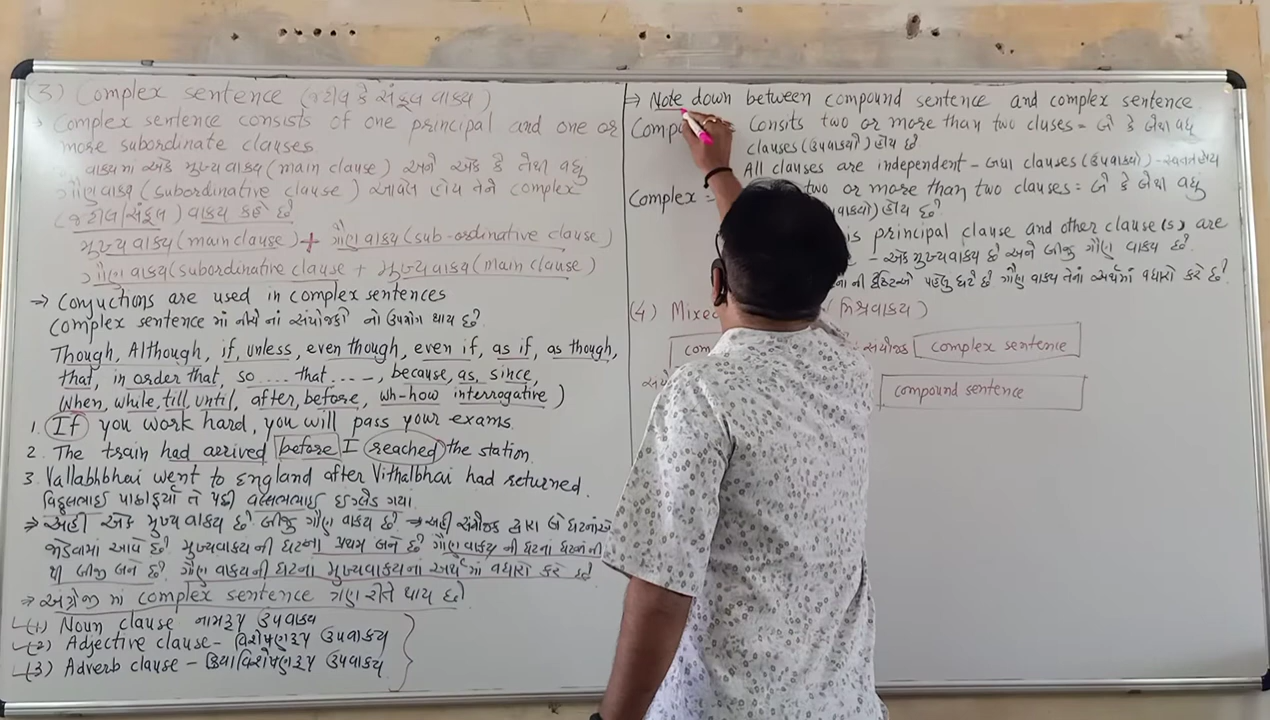 (3) Complex sentence (જટીલ કે સંકુલ વાક્ય)
Complex sentence consists of one principal and one or
more subordinate clauses.
વાક્યમાં એક મુખ્ય વાક્ય (main clause) અને એક કે તેથી વધુ
ગૌણ વાક્ય (subordinative clause) આવેલ હોય તેને complex
(જટીલ/સંકુલ) વાક્ય કહે છે.
મુખ્ય વાક્ય (main clause) + ગૌણ વાક્ય (sub-ordinative clause)
ગૌણ વાક્ય (subordinative clause + મુખ્ય વાક્ય (main clause)
→ Conjuctions are used in complex sentences
Complex sentence માં નીચેનાં સંયોજકો નો ઉપયોગ થાય છે.
Though, Although, if, unless, even though, even if, as if, as though,
that, in order that, so .... that ...., because, as, since,
(when, while, till, until, after, before, wh-how interrogative)
1. If you work hard, you will pass your exams.
2. The train had arrived before I reached the station.
3 Vallabhbhai went to England after Vithalbhai had returned.
વિઠ્ઠલભાઈ પાછા ફર્યા તે પછી વલ્લભભાઈ ઇંગ્લેંડ ગયાં.
⇒ અહીં એક મુખ્ય વાક્ય છે બીજુ ગૌણ વાક્ય છે → અહીં સંયોજક દ્વારા બે ઘટનાંઓ
જોડવામાં આવે છે. મુખ્યવાક્ય ની ઘટના પ્રથમ બને છે. ગૌણ વાક્ય ની ઘટનાં
થી બીજી બને છે. ગૌણ વાક્યની ઘટના મુખ્યવાક્યનાં અર્થમાં વધારો કરે છે.
⇒ અંગ્રેજી માં complex sentence ત્રણ રીતે થાય છે.
(1) Noun clause નામરૂપ ઉપવાક્ય
(2) Adjective clause - વિશેષણરૂપ ઉપવાક્ય
(3) Adverb clause - ક્રિયાવિશેષણરૂપ ઉપવાક્ય
⇒ Note down between compound sentence and complex sentence.
Compo Consits two or more than two cluses = બે કે બેથી વધુ
clauses (ઉપવાક્યો) હોય છે
All clauses are independent - બધા clauses (ઉપવાક્યો) - સ્વતંત્ર હોય
Complex = two or more than two clauses: બે કે બેથી વધુ
વાક્યો) હોય છે.
is principal clause and other clause(s) are
- એક મુખ્યવાક્ય છે અને બીજુ ગૌણ વાક્ય છે.
પહેલુ ઘટે છે ગૌણ વાક્ય તેનાં અર્થમાં વધારો કરે છે.
(4) Mixed (મિશ્રવાક્ય)
com સંયોજક complex sentence
compound sentence